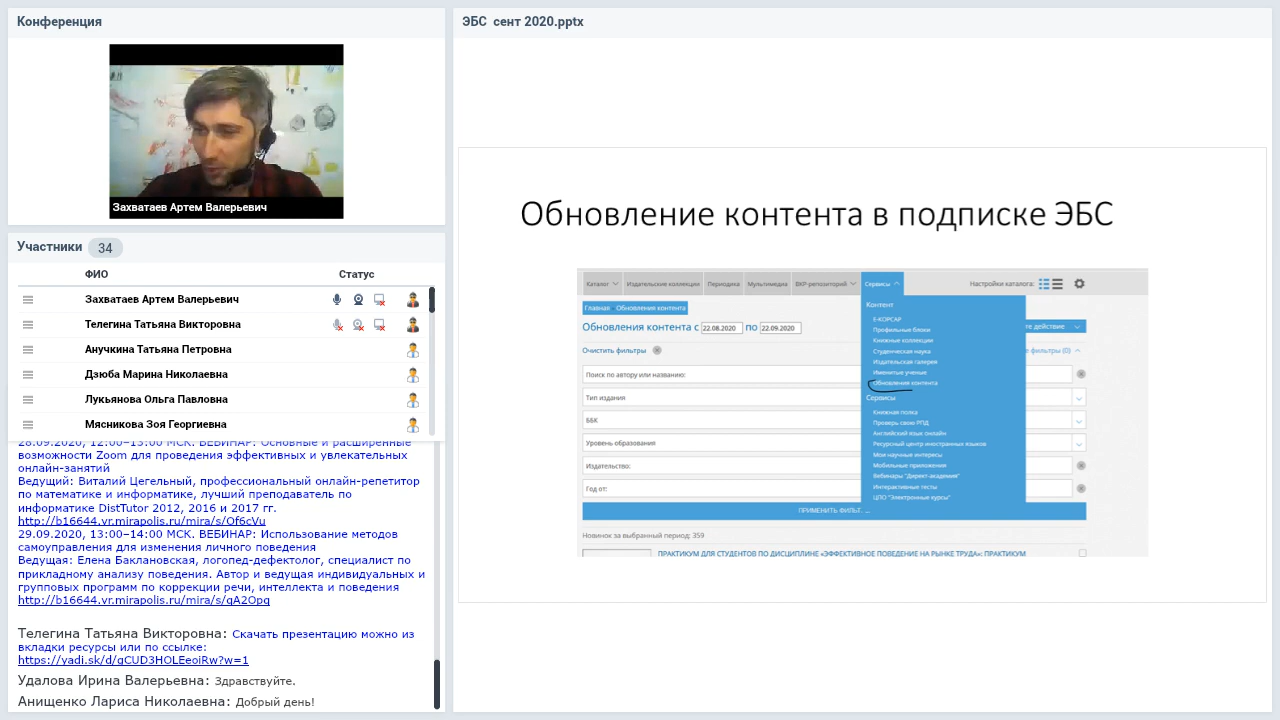 Конференция
Захватаев Артем Валерьевич
Участники 34
ФИО Статус
Захватаев Артем Валерьевич
Телегина Татьяна Викторовна
Анучкина Татьяна Петровна
Дзюба Марина Николаевна
Лукьянова Ольга Павловна
Мясникова Зоя Георгиевна
28.09.2020, 12:00–13:00 МСК. ВЕБИНАР: Основные и расширенные
возможности Zoom для проведения эффективных и увлекательных
онлайн-занятий
Ведущий: Виталий Цегельный, профессиональный онлайн-репетитор
по математике и информатике, лучший преподаватель по
информатике DistTutor 2012, 2016 и 2017 гг.
http://b16644.vr.mirapolis.ru/mira/s/Of6cVu
29.09.2020, 13:00–14:00 МСК. ВЕБИНАР: Использование методов
самоуправления для изменения личного поведения
Ведущая: Елена Баклановская, логопед-дефектолог, специалист по
прикладному анализу поведения. Автор и ведущая индивидуальных и
групповых программ по коррекции речи, интеллекта и поведения
http://b16644.vr.mirapolis.ru/mira/s/qA2Opq
Телегина Татьяна Викторовна: Скачать презентацию можно из
вкладки ресурсы или по ссылке:
https://yadi.sk/d/gCUD3HOLEeoiRw?w=1
Удалова Ирина Валерьевна: Здравствуйте.
Анищенко Лариса Николаевна: Добрый день!
ЭБС сент 2020.pptx
Обновление контента в подписке ЭБС
Каталог Издательские коллекции Периодика Мультимедиа ВКР-репозиторий Сервисы Настройки каталога:
Главная Обновления контента
Обновления контента с 22.08.2020 по 22.09.2020
те действие
Очистить фильтры
е фильтры (0)
Поиск по автору или названию:
Тип издания
ББК
Уровень образования
Издательство:
Год от:
ПРИМЕНИТЬ ФИЛЬТ
Новинок за выбранный период: 359
ПРАКТИКУМ ДЛЯ СТУДЕНТОВ ПО ДИСЦИПЛИНЕ «ЭФФЕКТИВНОЕ ПОВЕДЕНИЕ НА РЫНКЕ ТРУДА»: ПРАКТИКУМ
Контент
Е-КОРСАР
Профильные блоки
Книжные коллекции
Студенческая наука
Издательская галерея
Именитые ученые
Обновления контента
Сервисы
Книжная полка
Проверь свою РПД
Английский язык онлайн
Ресурсный центр иностранных языков
Мои научные интересы
Мобильные приложения
Вебинары "Директ-академия"
Интерактивные тесты
ЦПО "Электронные курсы"